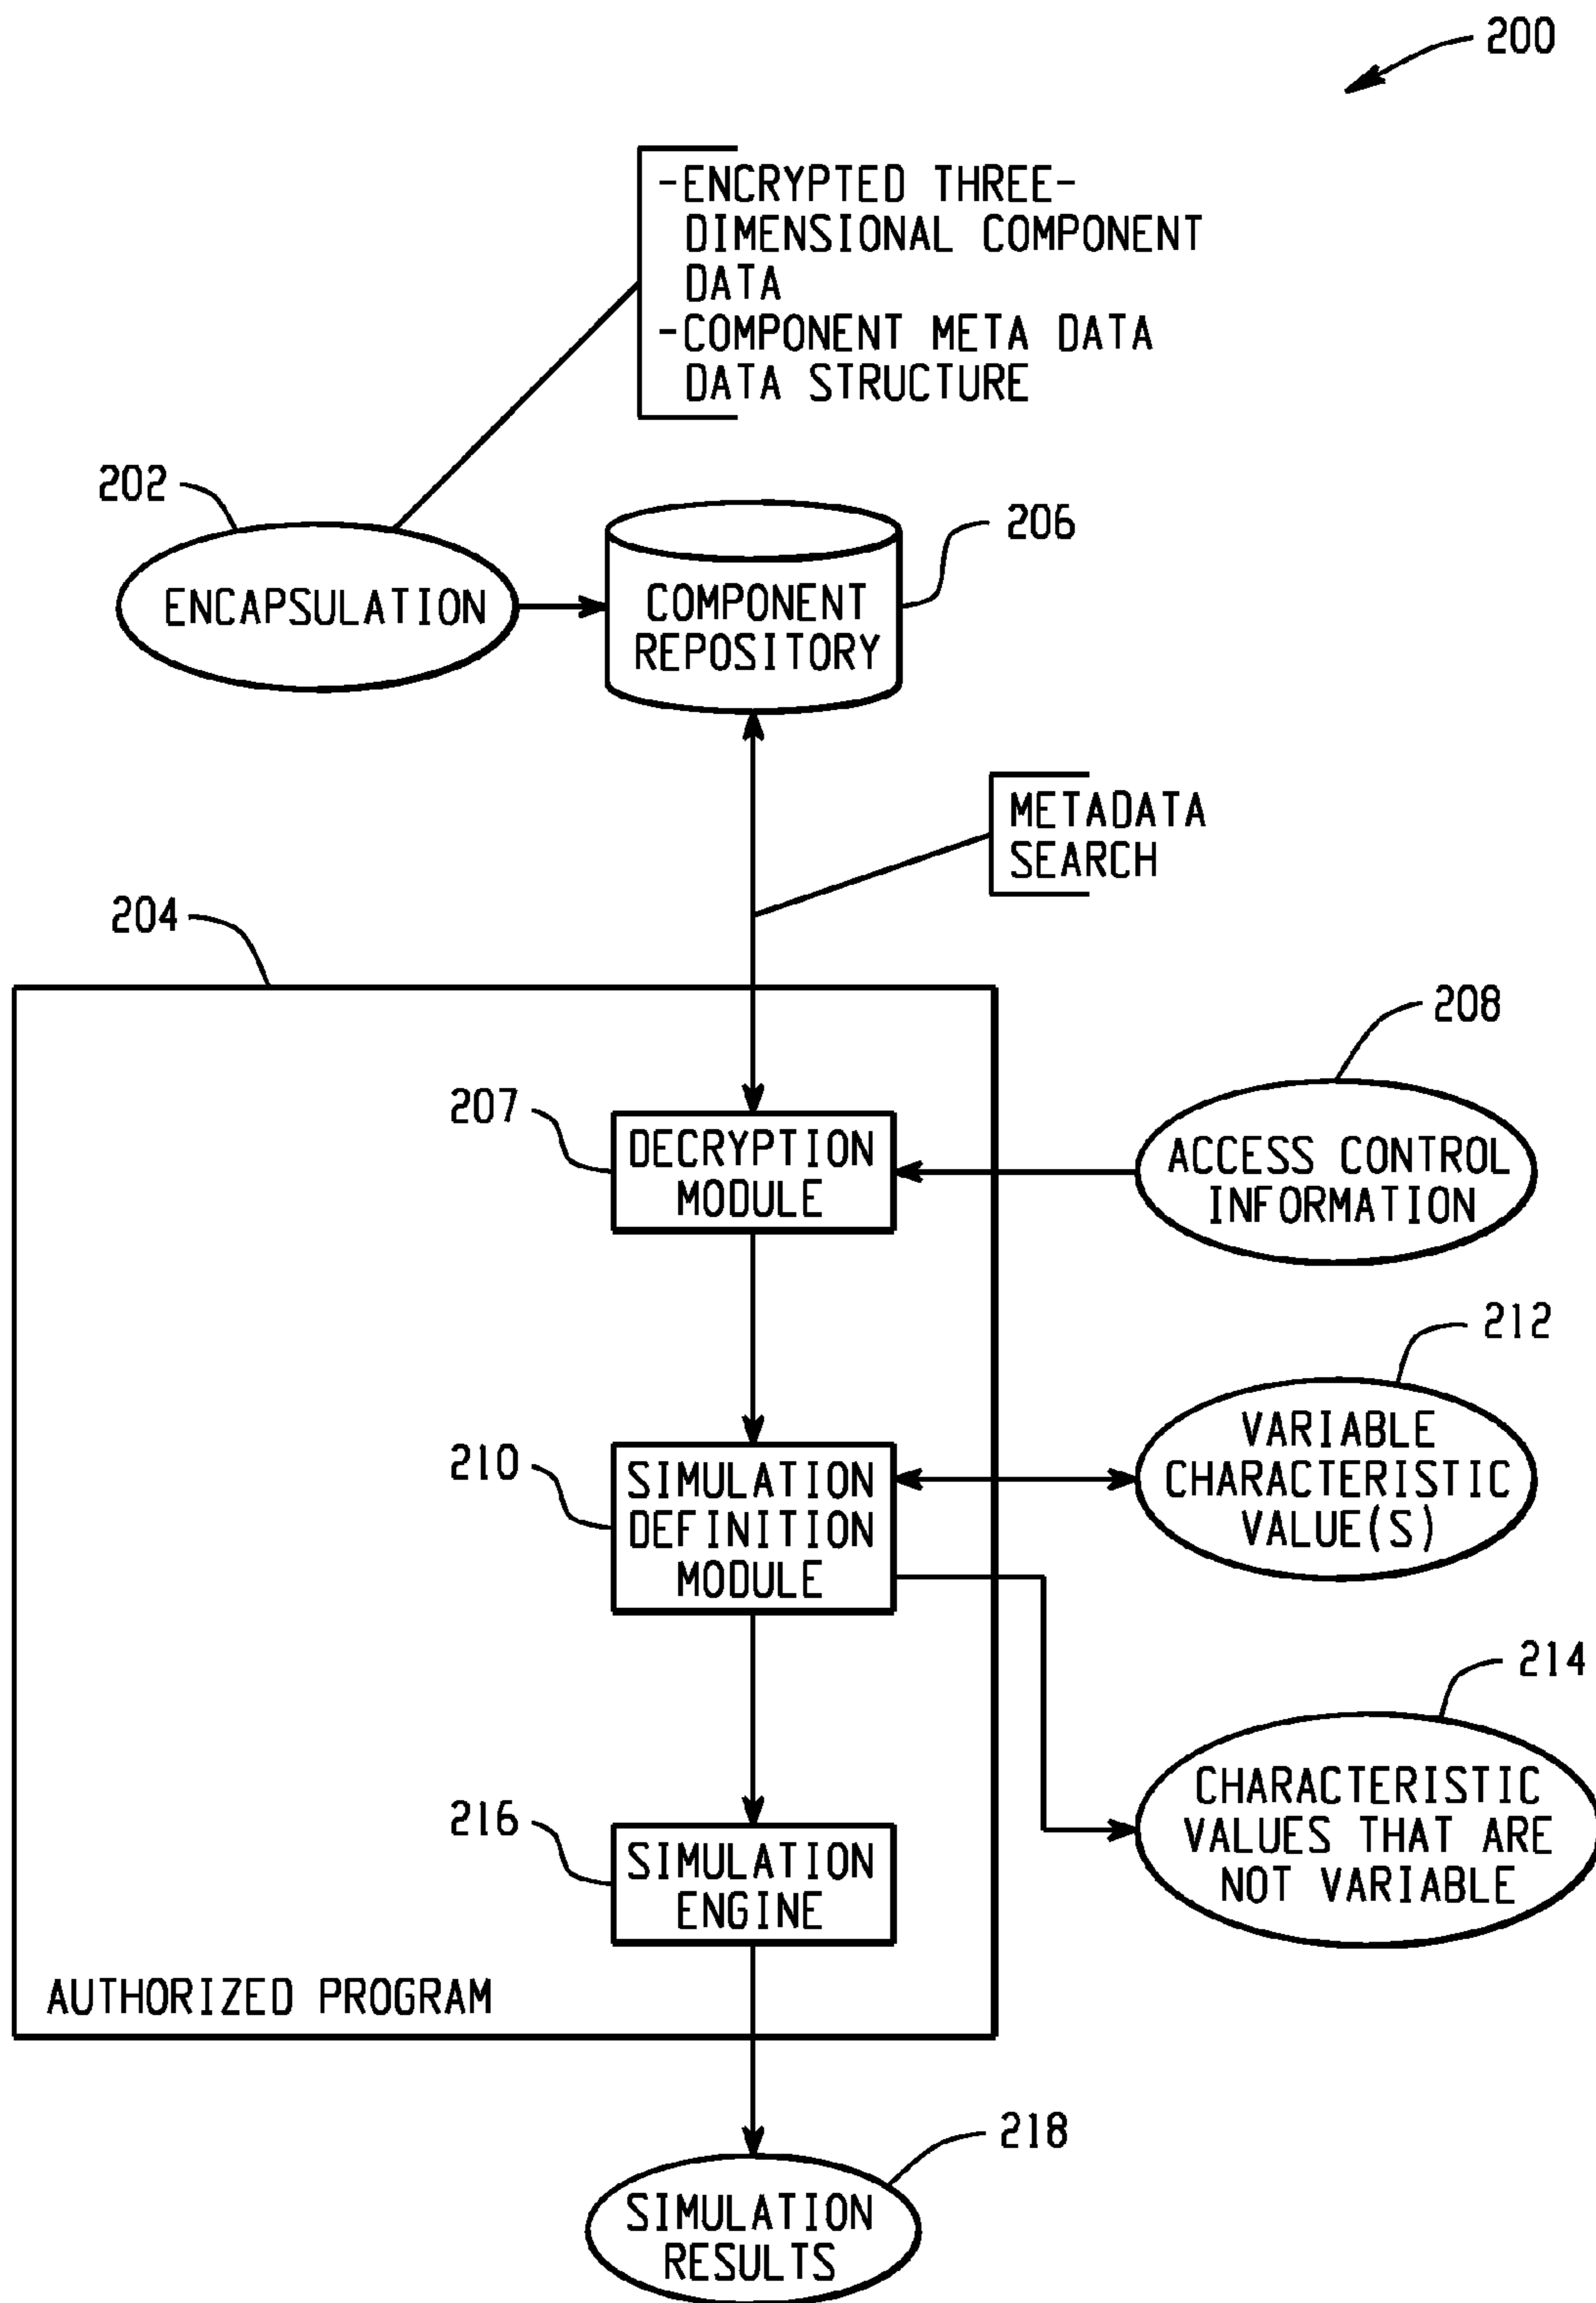 200
-ENCRYPTED THREE-
DIMENSIONAL COMPONENT
DATA
-COMPONENT META DATA
DATA STRUCTURE
202
206
ENCAPSULATION
COMPONENT
REPOSITORY
METADATA
SEARCH
204
208
207
DECRYPTION
MODULE
ACCESS CONTROL
INFORMATION
212
210
SIMULATION
DEFINITION
MODULE
VARIABLE
CHARACTERISTIC
VALUE(S)
214
216
SIMULATION
ENGINE
CHARACTERISTIC
VALUES THAT ARE
NOT VARIABLE
AUTHORIZED PROGRAM
218
SIMULATION
RESULTS